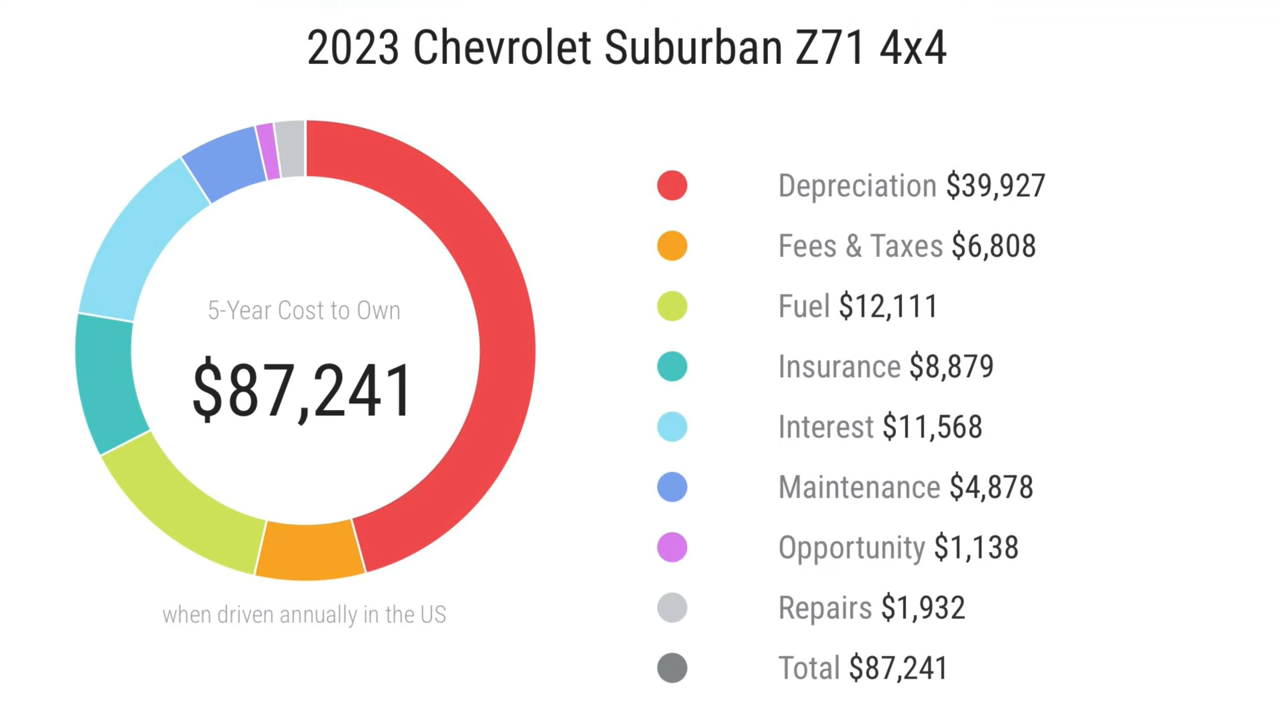 2023 Chevrolet Suburban Z71 4x4
5-Year Cost to Own
$87,241
when driven annually in the US
Depreciation $39,927
Fees & Taxes $6,808
Fuel $12,111
Insurance $8,879
Interest $11,568
Maintenance $4,878
Opportunity $1,138
Repairs $1,932
Total $87,241